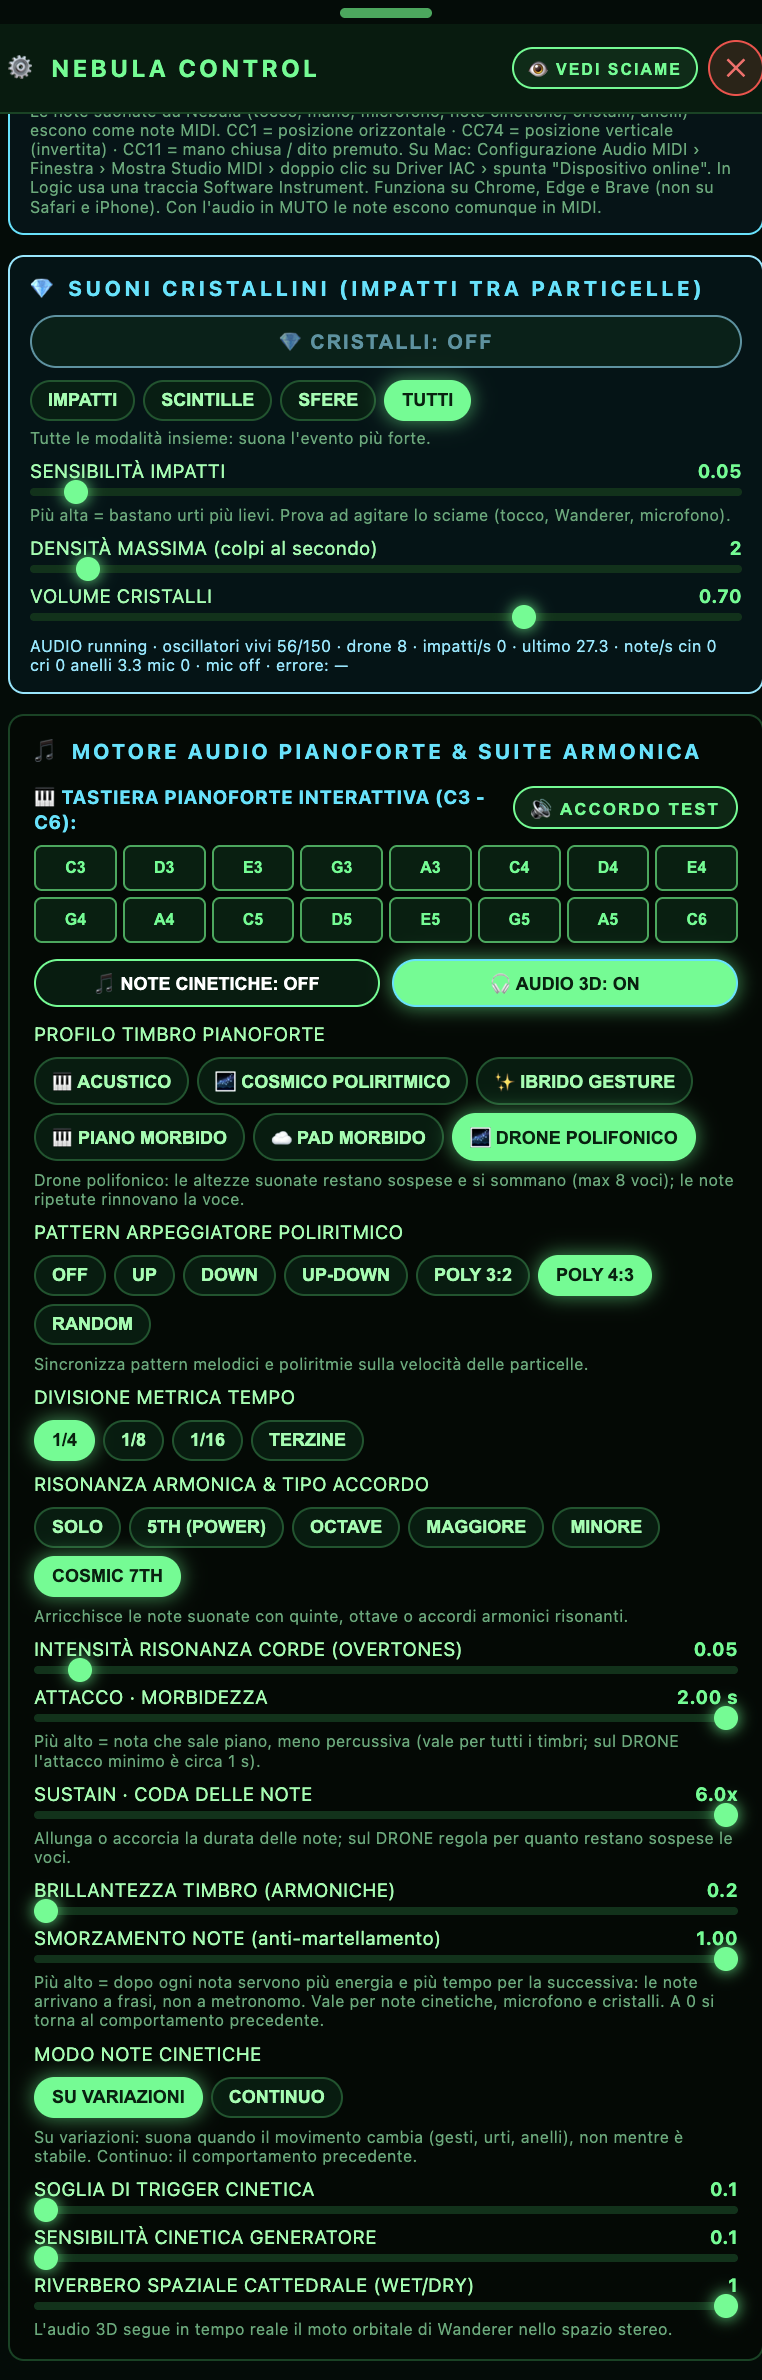 NEBULA CONTROL
VEDI SCIAME
Le note suonate da Nebula (tocco, mano, microfono, note cinetiche, cristalli, anelli)
escono come note MIDI. CC1 = posizione orizzontale · CC74 = posizione verticale
(invertita) · CC11 = mano chiusa / dito premuto. Su Mac: Configurazione Audio MIDI ›
Finestra › Mostra Studio MIDI › doppio clic su Driver IAC › spunta "Dispositivo online". In
Logic usa una traccia Software Instrument. Funziona su Chrome, Edge e Brave (non su
Safari e iPhone). Con l'audio in MUTO le note escono comunque in MIDI.
SUONI CRISTALLINI (IMPATTI TRA PARTICELLE)
CRISTALLI: OFF
IMPATTI SCINTILLE SFERE TUTTI
Tutte le modalità insieme: suona l'evento più forte.
SENSIBILITÀ IMPATTI 0.05
Più alta = bastano urti più lievi. Prova ad agitare lo sciame (tocco, Wanderer, microfono).
DENSITÀ MASSIMA (colpi al secondo) 2
VOLUME CRISTALLI 0.70
AUDIO running · oscillatori vivi 56/150 · drone 8 · impatti/s 0 · ultimo 27.3 · note/s cin 0
cri 0 anelli 3.3 mic 0 · mic off · errore: —
MOTORE AUDIO PIANOFORTE & SUITE ARMONICA
TASTIERA PIANOFORTE INTERATTIVA (C3 -
C6):
ACCORDO TEST
C3 D3 E3 G3 A3 C4 D4 E4
G4 A4 C5 D5 E5 G5 A5 C6
NOTE CINETICHE: OFF AUDIO 3D: ON
PROFILO TIMBRO PIANOFORTE
ACUSTICO COSMICO POLIRITMICO IBRIDO GESTURE
PIANO MORBIDO PAD MORBIDO DRONE POLIFONICO
Drone polifonico: le altezze suonate restano sospese e si sommano (max 8 voci); le note
ripetute rinnovano la voce.
PATTERN ARPEGGIATORE POLIRITMICO
OFF UP DOWN UP-DOWN POLY 3:2 POLY 4:3
RANDOM
Sincronizza pattern melodici e poliritmie sulla velocità delle particelle.
DIVISIONE METRICA TEMPO
1/4 1/8 1/16 TERZINE
RISONANZA ARMONICA & TIPO ACCORDO
SOLO 5TH (POWER) OCTAVE MAGGIORE MINORE
COSMIC 7TH
Arricchisce le note suonate con quinte, ottave o accordi armonici risonanti.
INTENSITÀ RISONANZA CORDE (OVERTONES) 0.05
ATTACCO · MORBIDEZZA 2.00 s
Più alto = nota che sale piano, meno percussiva (vale per tutti i timbri; sul DRONE
l'attacco minimo è circa 1 s).
SUSTAIN · CODA DELLE NOTE 6.0x
Allunga o accorcia la durata delle note; sul DRONE regola per quanto restano sospese le
voci.
BRILLANTEZZA TIMBRO (ARMONICHE) 0.2
SMORZAMENTO NOTE (anti-martellamento) 1.00
Più alto = dopo ogni nota servono più energia e più tempo per la successiva: le note
arrivano a frasi, non a metronomo. Vale per note cinetiche, microfono e cristalli. A 0 si
torna al comportamento precedente.
MODO NOTE CINETICHE
SU VARIAZIONI CONTINUO
Su variazioni: suona quando il movimento cambia (gesti, urti, anelli), non mentre è
stabile. Continuo: il comportamento precedente.
SOGLIA DI TRIGGER CINETICA 0.1
SENSIBILITÀ CINETICA GENERATORE 0.1
RIVERBERO SPAZIALE CATTEDRALE (WET/DRY) 1
L'audio 3D segue in tempo reale il moto orbitale di Wanderer nello spazio stereo.